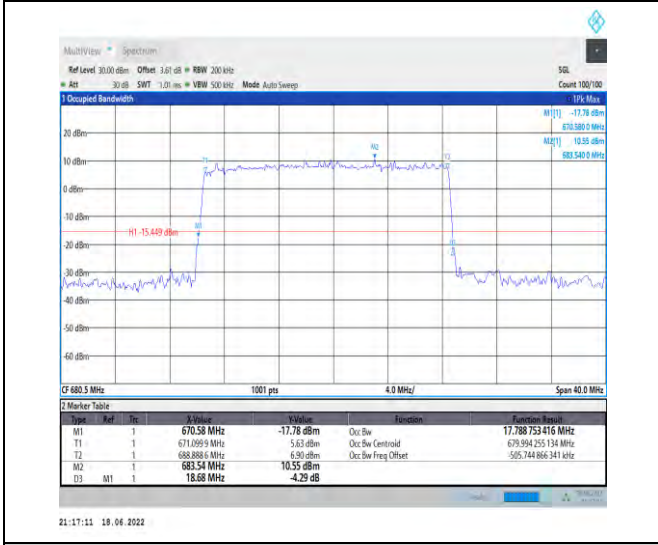 MultiView Spectrum
Ref Level 30.00 dBm Offset 3.61 dB RBW 200 kHz SGL
Att 30 dB SWT 1.01 ms VBW 500 kHz Mode Auto Sweep Count 100/100
1 Occupied Bandwidth 1Pk Max
M1[1] -17.78 dBm
670.580 0 MHz
M2[1] 10.55 dBm
683.540 0 MHz
20 dBm
M2
T1 T2
10 dBm
0 dBm
-10 dBm
H1 -15.449 dBm
-20 dBm
-30 dBm
-40 dBm
-50 dBm
-60 dBm
CF 680.5 MHz 1001 pts 4.0 MHz/ Span 40.0 MHz
2 Marker Table
Type Ref Trc X-Value Y-Value Function Function Result
M1 1 670.58 MHz -17.78 dBm Occ Bw 17.788 753 416 MHz
T1 1 671.099 9 MHz 5.63 dBm Occ Bw Centroid 679.994 255 134 MHz
T2 1 688.888 6 MHz 6.90 dBm Occ Bw Freq Offset -505.744 866 341 kHz
M2 1 683.54 MHz 10.55 dBm
D3 M1 1 18.68 MHz -4.29 dB
21:17:11 18.06.2022